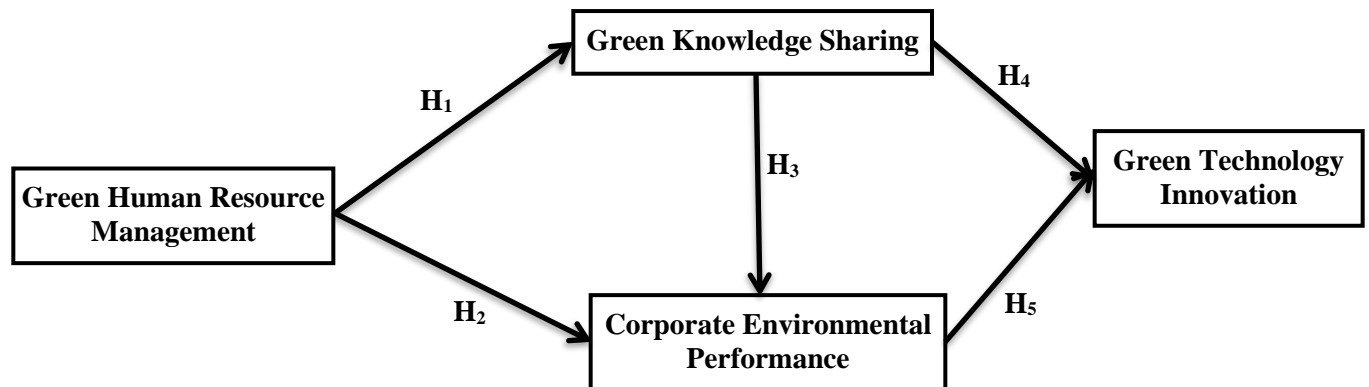 Green Knowledge Sharing
H₁
H₄
H₃
Green Technology
Innovation
Green Human Resource
Management
H₂
H₅
Corporate Environmental
Performance